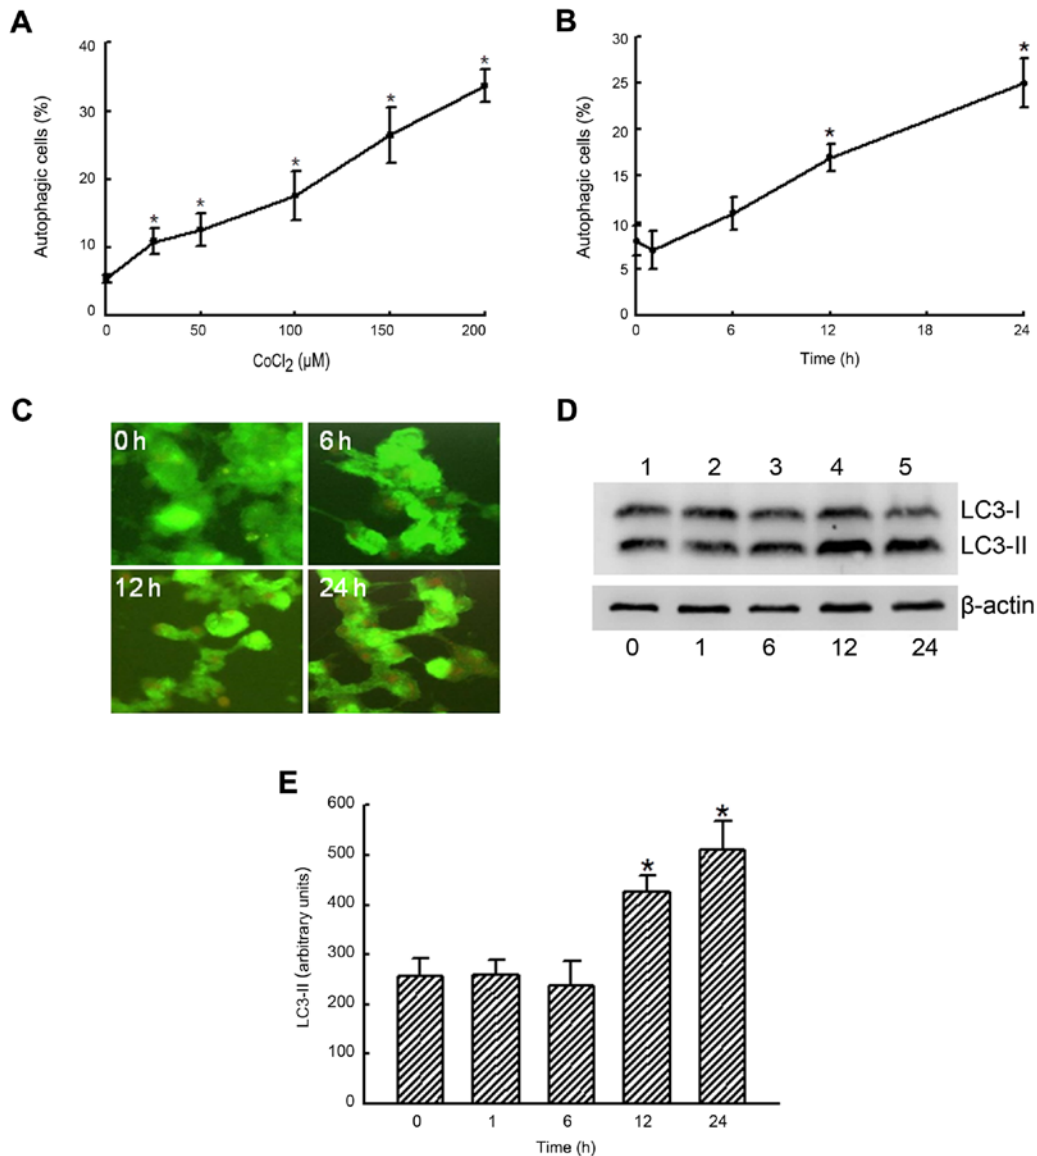 A
40
30
20
10
0
Autophagic cells (%)
0 50 100 150 200
CoCl2 (µM)
* * * * *
B
30
25
20
15
10
5
0
Autophagic cells (%)
0 6 12 18 24
Time (h)
* *
C
0 h 6 h
12 h 24 h
D
1 2 3 4 5
LC3-I
LC3-II
β-actin
0 1 6 12 24
E
600
500
400
300
200
100
0
LC3-II (arbitrary units)
* *
0 1 6 12 24
Time (h)